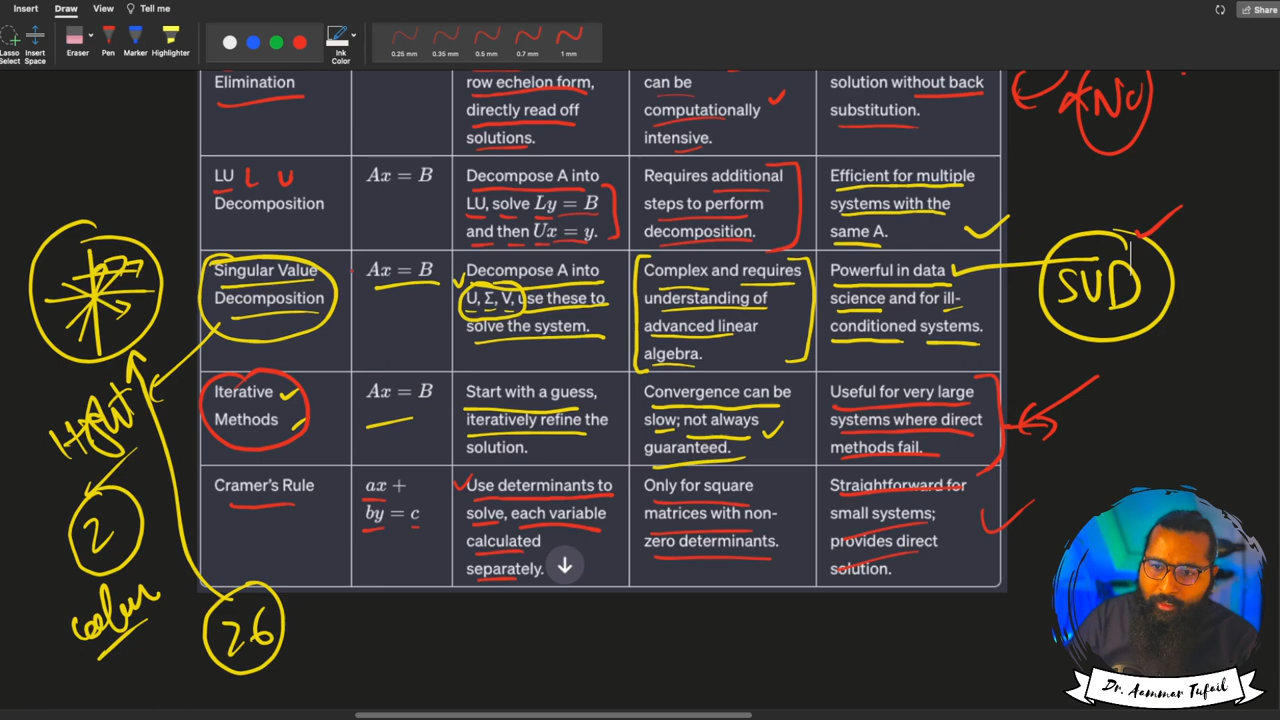 Insert Draw View Tell me
Share
Lasso Select
Insert Space
Eraser
Pen
Marker
Highlighter
Ink Color
0.25 mm
0.35 mm
0.5 mm
0.7 mm
1 mm
Elimination
row echelon form,
directly read off
solutions.
can be
computationally
intensive.
solution without back
substitution.
ANN
LU L U
Decomposition
Ax = B
Decompose A into
LU, solve Ly = B
and then Ux = y.
Requires additional
steps to perform
decomposition.
Efficient for multiple
systems with the
same A.
Singular Value
Decomposition
Ax = B
Decompose A into
U, Σ, V, use these to
solve the system.
Complex and requires
understanding of
advanced linear
algebra.
Powerful in data
science and for ill-
conditioned systems.
SVD
Iterative
Methods
Ax = B
Start with a guess,
iteratively refine the
solution.
Convergence can be
slow; not always
guaranteed.
Useful for very large
systems where direct
methods fail.
Cramer's Rule
ax +
by = c
Use determinants to
solve, each variable
calculated
separately.
Only for square
matrices with non-
zero determinants.
Straightforward for
small systems;
provides direct
solution.
2
26
Dr. Aammar Tufail